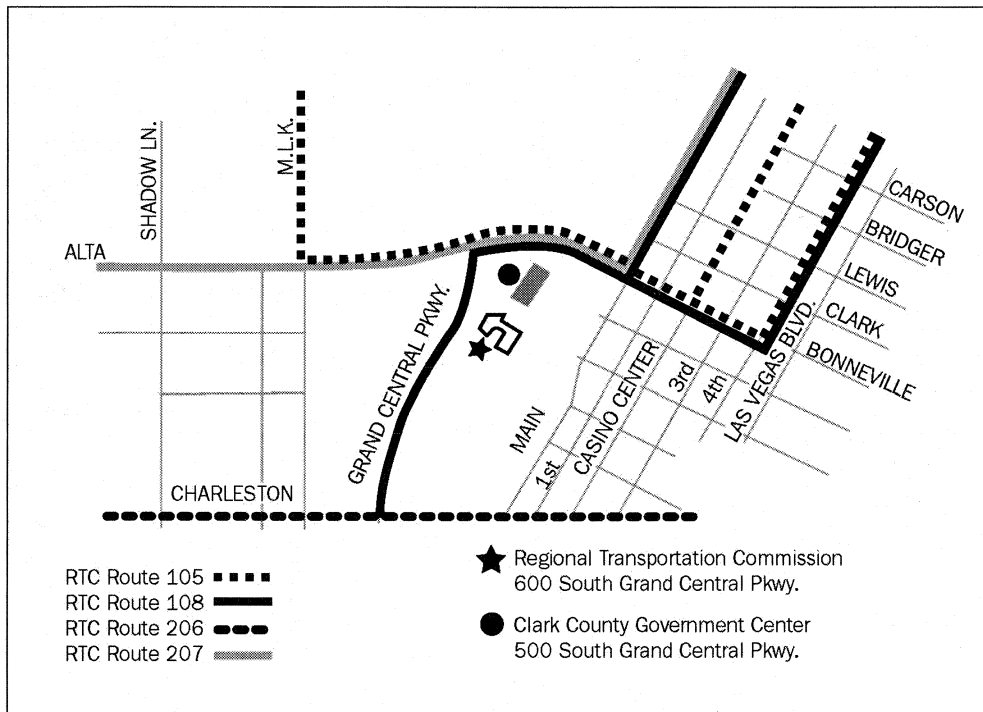 SHADOW LN.
M.L.K.
ALTA
GRAND CENTRAL PKWY.
CARSON
BRIDGER
LEWIS
CLARK
BONNEVILLE
LAS VEGAS BLVD.
4th
3rd
CASINO CENTER
1st
MAIN
CHARLESTON
RTC Route 105
RTC Route 108
RTC Route 206
RTC Route 207
Regional Transportation Commission
600 South Grand Central Pkwy.
Clark County Government Center
500 South Grand Central Pkwy.